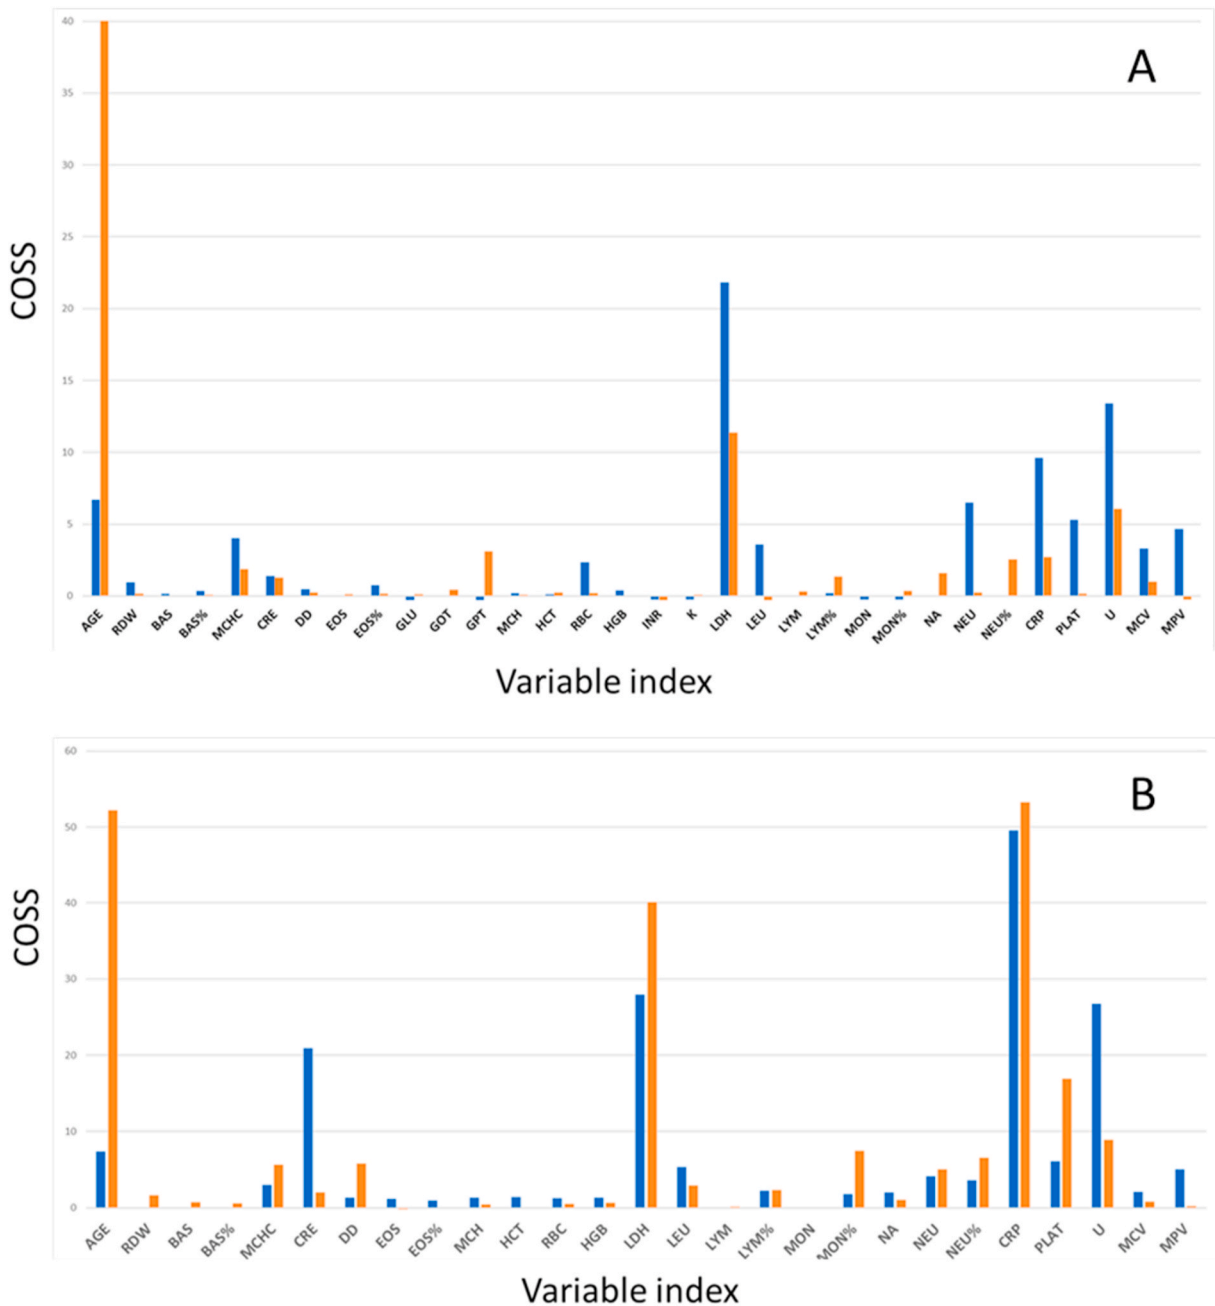 A
COSS
40
35
30
25
20
15
10
5
0
AGE RDW BAS BAS% MCHC CRE DD EOS EOS% GLU GOT GPT MCH HCT RBC HGB INR K LDH LEU LYM LYM% MON MON% NA NEU NEU% CRP PLAT U MCV MPV
Variable index
B
COSS
60
50
40
30
20
10
0
AGE RDW BAS BAS% MCHC CRE DD EOS EOS% MCH HCT RBC HGB LDH LEU LYM LYM% MON MON% NA NEU NEU% CRP PLAT U MCV MPV
Variable index